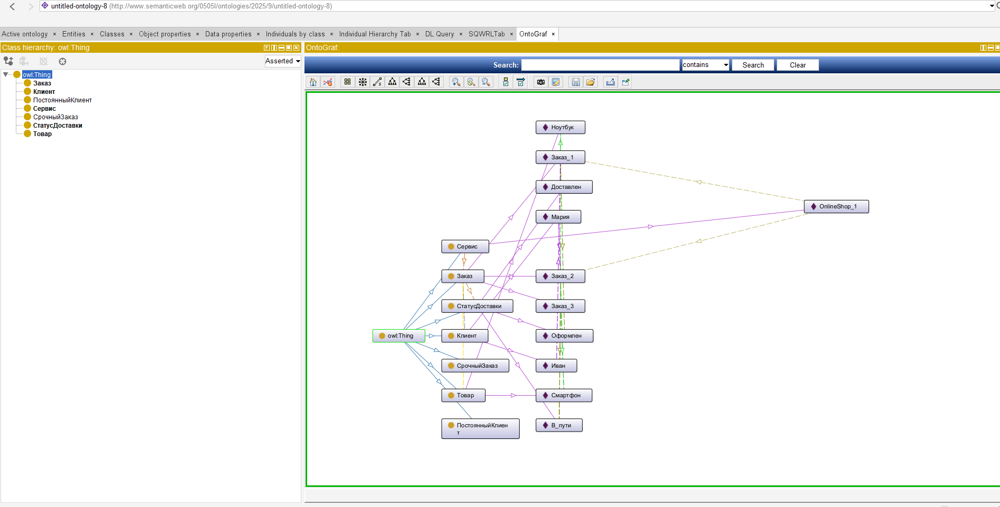 untitled-ontology-8 (http://www.semanticweb.org/0505l/ontologies/2025/9/untitled-ontology-8)
Active ontology × Entities × Classes × Object properties × Data properties × Individuals by class × Individual Hierarchy Tab × DL Query × SQWRLTab × OntoGraf ×
Class hierarchy: owl:Thing
Asserted
owl:Thing
Заказ
Клиент
ПостоянныйКлиент
Сервис
СрочныйЗаказ
СтатусДоставки
Товар
OntoGraf:
Search: contains Search Clear
Ноутбук
Заказ_1
Доставлен
OnlineShop_1
Мария
Сервис
Заказ
Заказ_2
СтатусДоставки
Заказ_3
owl:Thing
Клиент
Оформлен
СрочныйЗаказ
Иван
Товар
Смартфон
ПостоянныйКлиен
т
В_пути